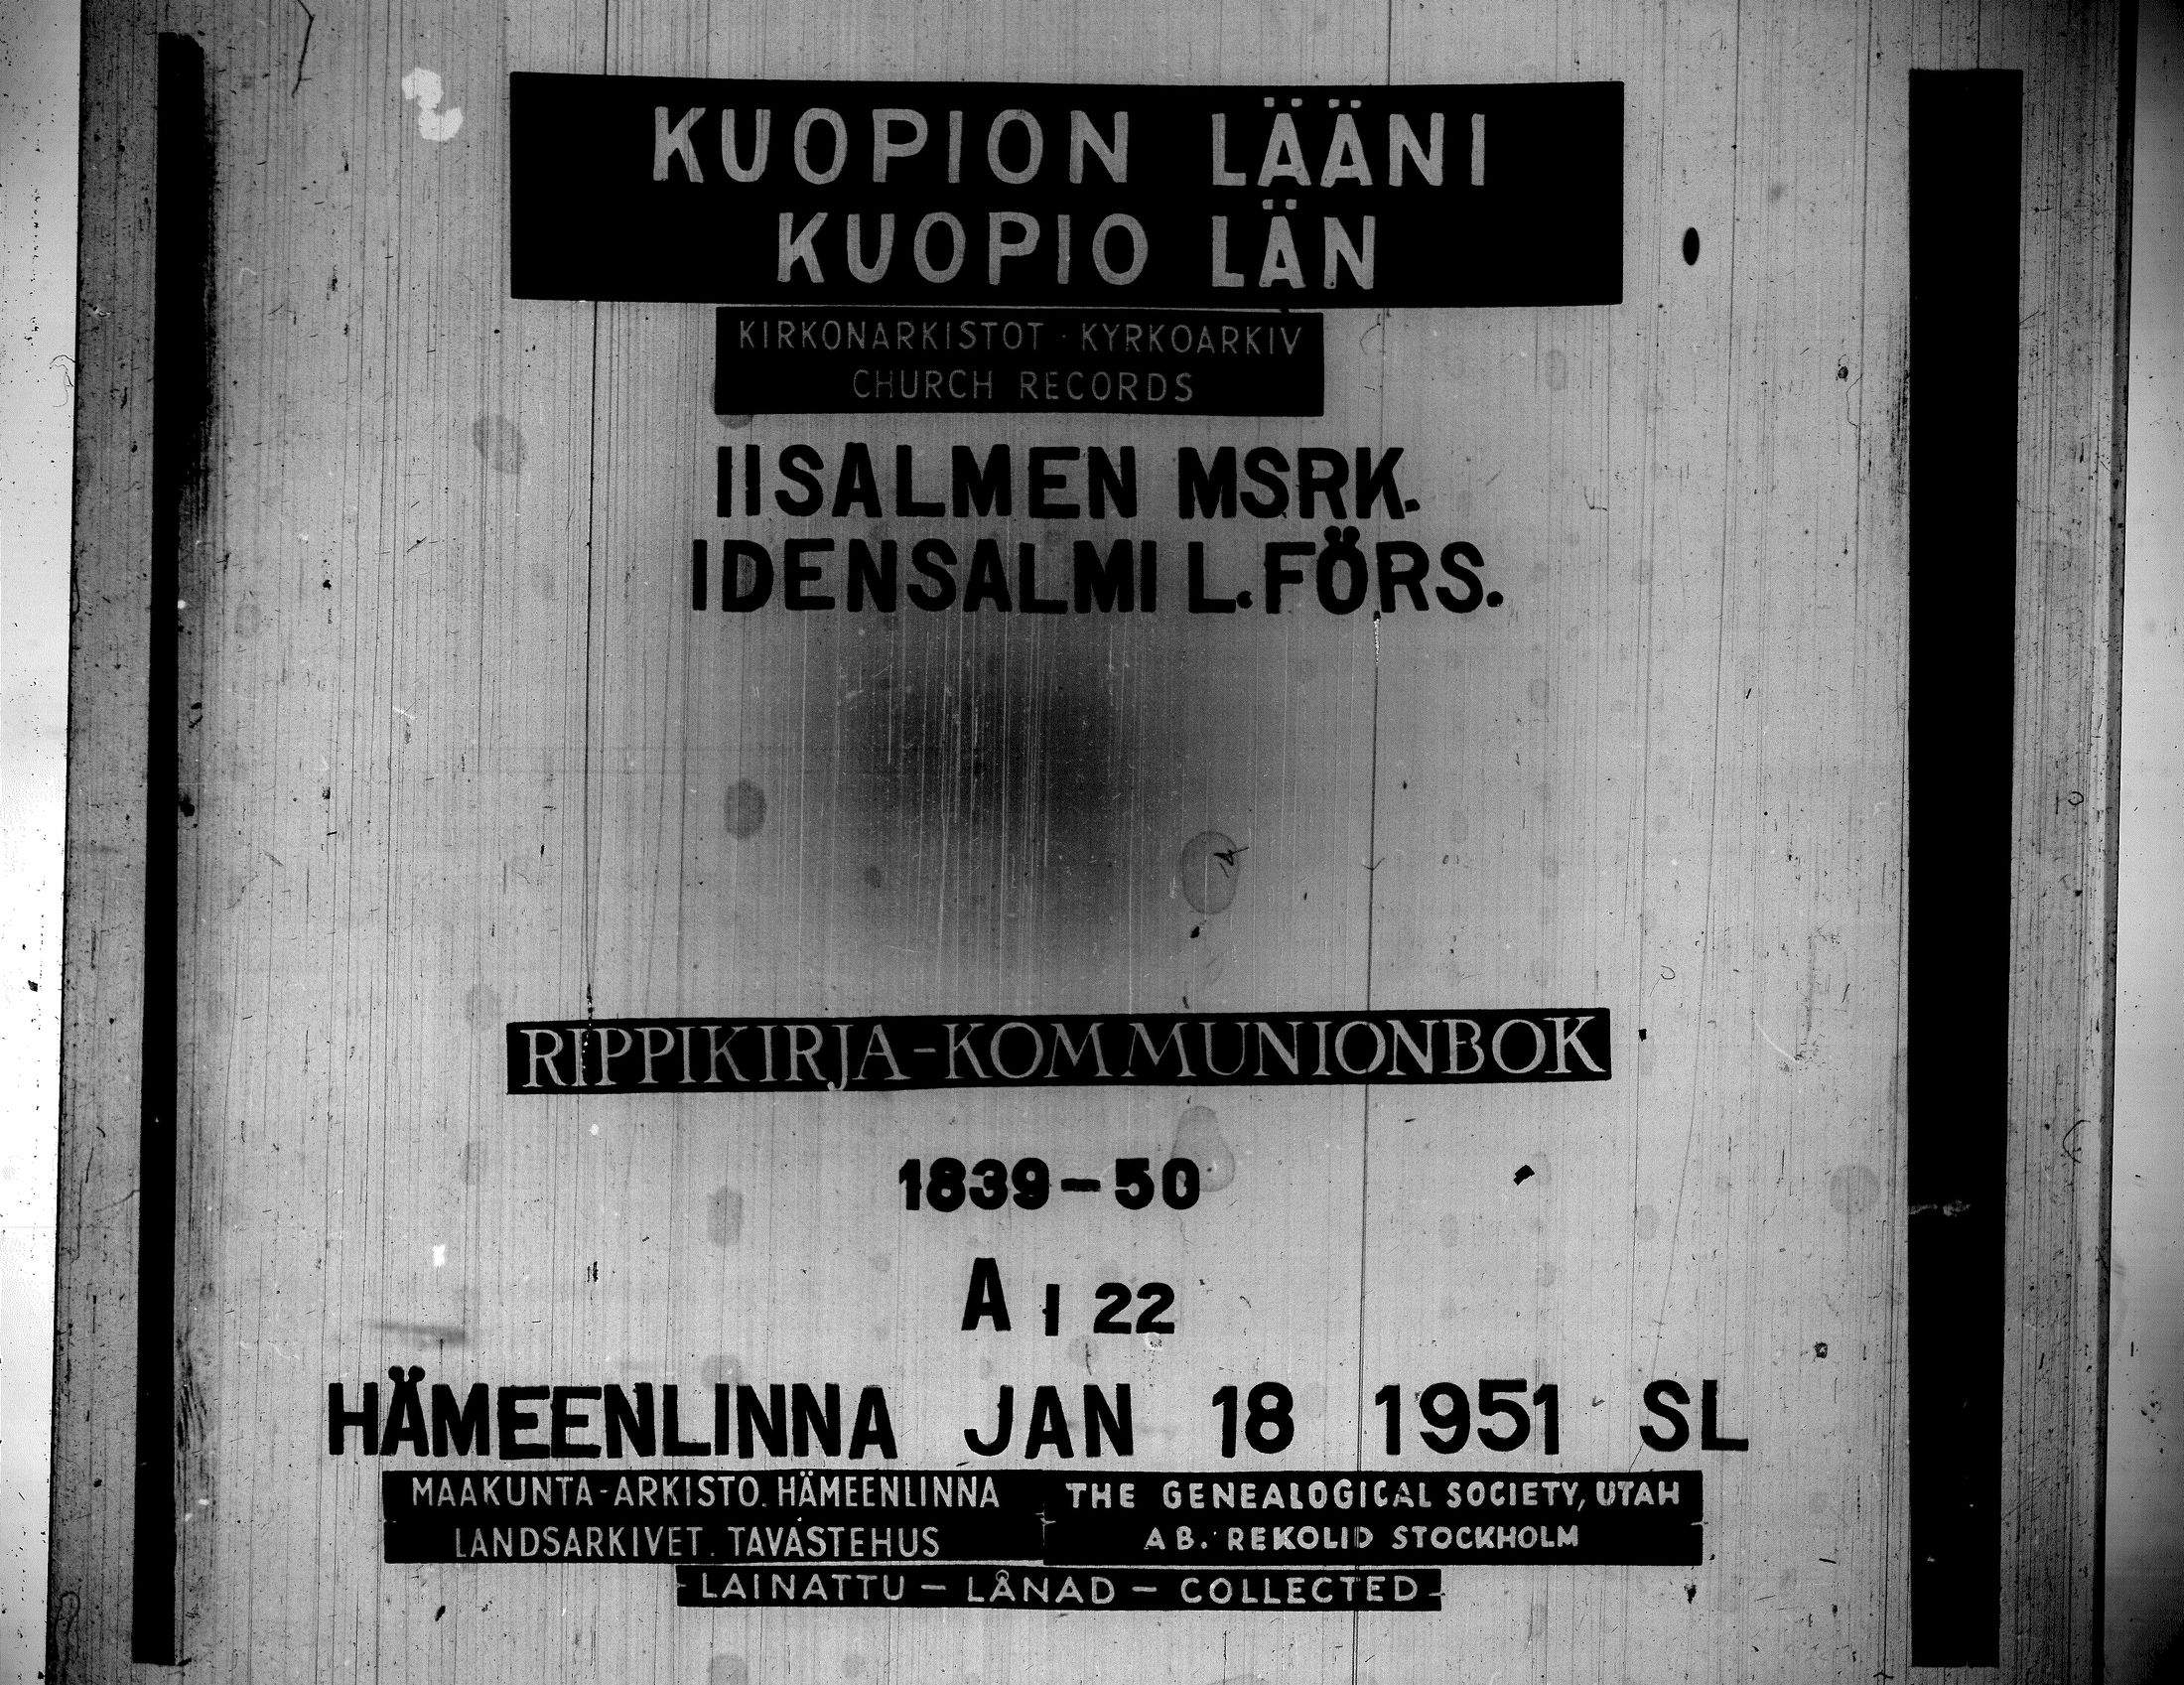 KUOPION LÄÄNI
KUOPIO LÄN
KIRKONARKISTOT · KYRKOARKIV
CHURCH RECORDS
IISALMEN MSRK.
IDENSALMI L. FÖRS.
RIPPIKIRJA-KOMMUNIONBOK
1839-50
A I 22
HÄMEENLINNA JAN 18 1951 SL
MAAKUNTA-ARKISTO. HÄMEENLINNA
LANDSARKIVET. TAVASTEHUS
THE GENEALOGICAL SOCIETY, UTAH
AB. REKOLID STOCKHOLM
- LAINATTU - LÅNAD - COLLECTED -